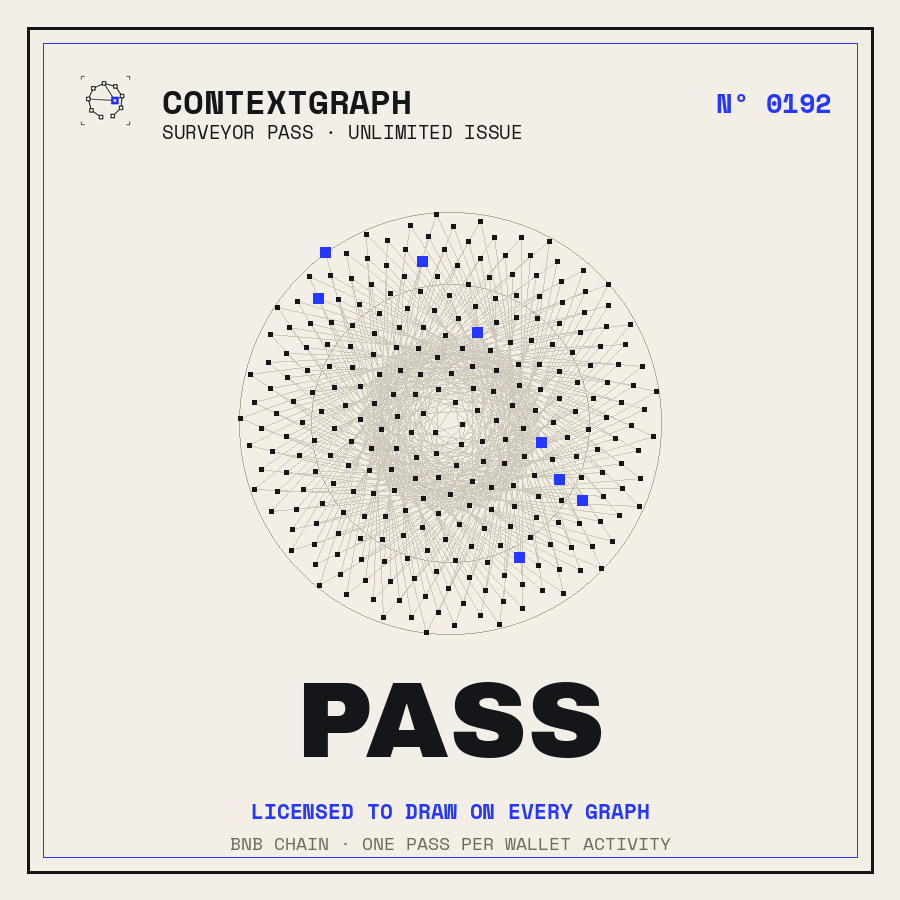 CONTEXTGRAPH
N° 0192
SURVEYOR PASS · UNLIMITED ISSUE
PASS
LICENSED TO DRAW ON EVERY GRAPH
BNB CHAIN · ONE PASS PER WALLET ACTIVITY